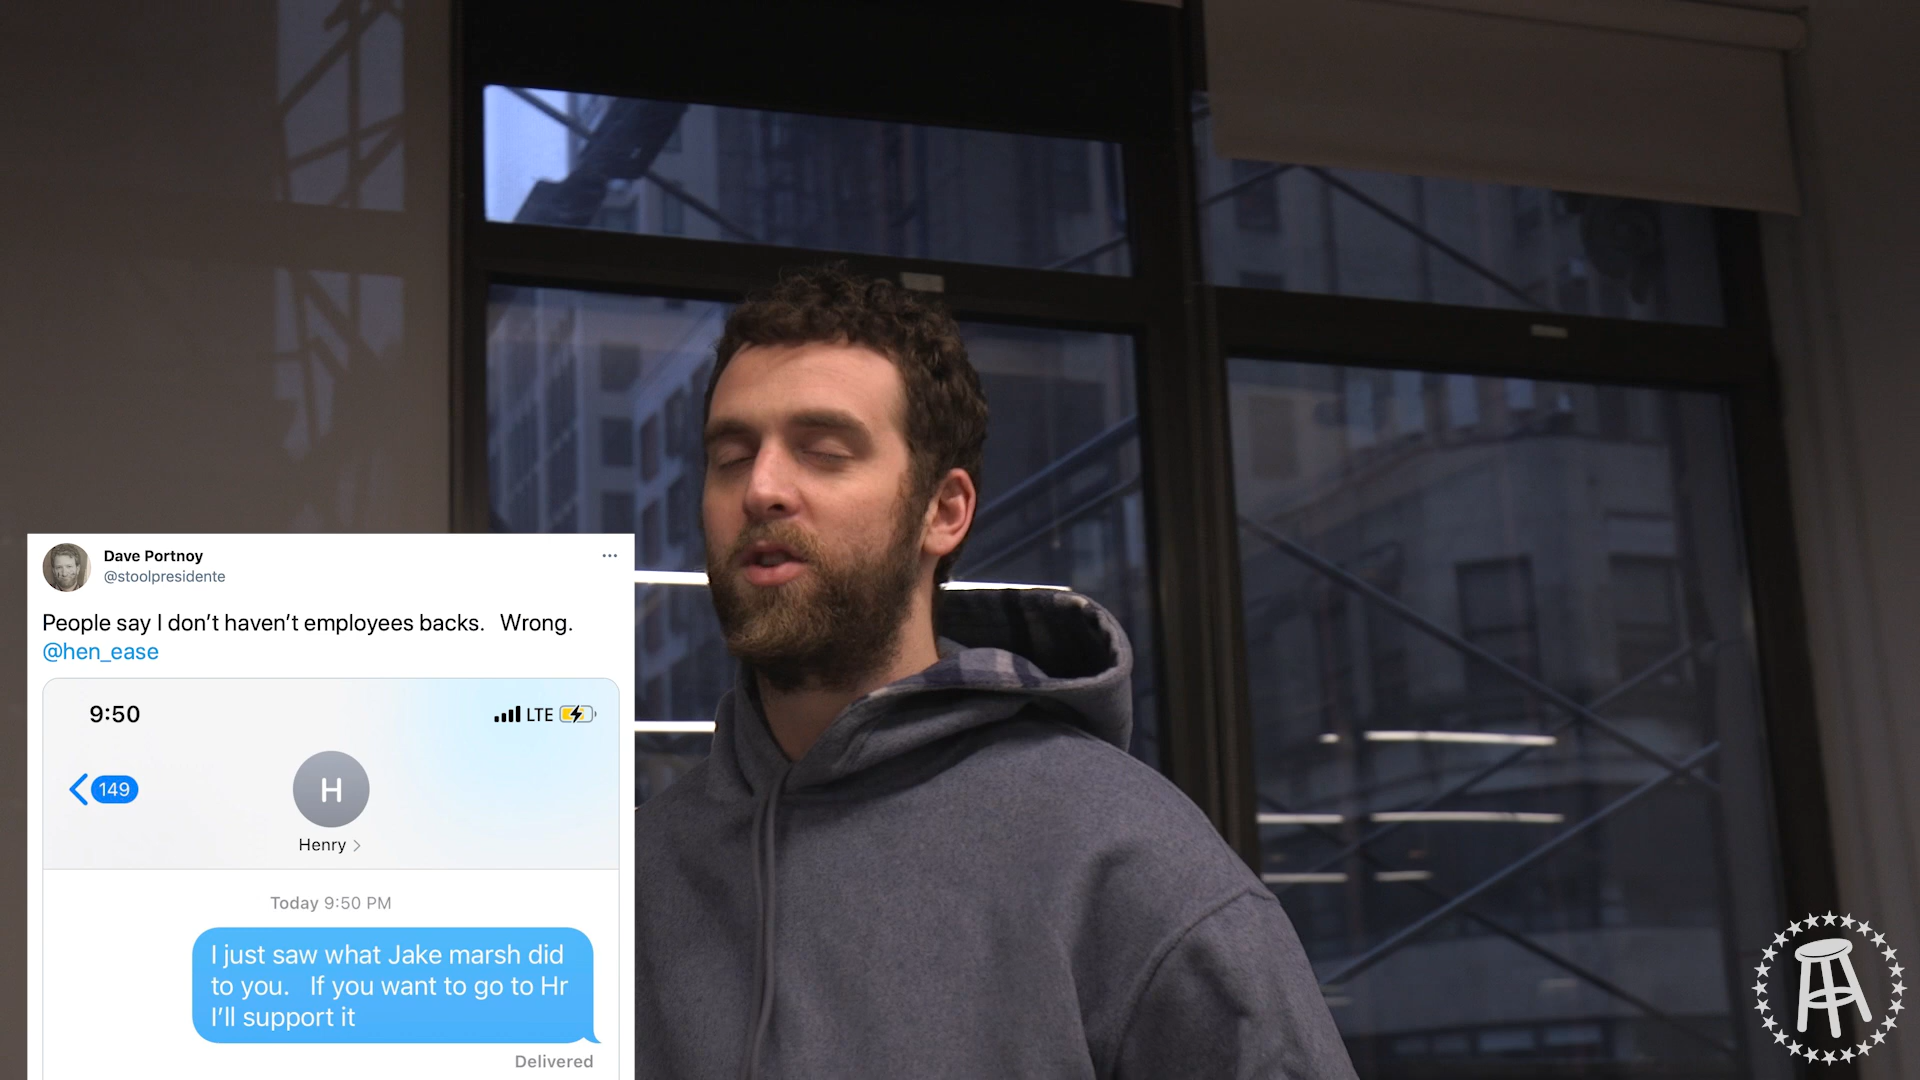 Dave Portnoy
@stoolpresidente
People say I don't haven't employees backs.   Wrong.
@hen_ease
9:50
LTE
149
H
Henry
Today 9:50 PM
I just saw what Jake marsh did
to you.   If you want to go to Hr
I'll support it
Delivered